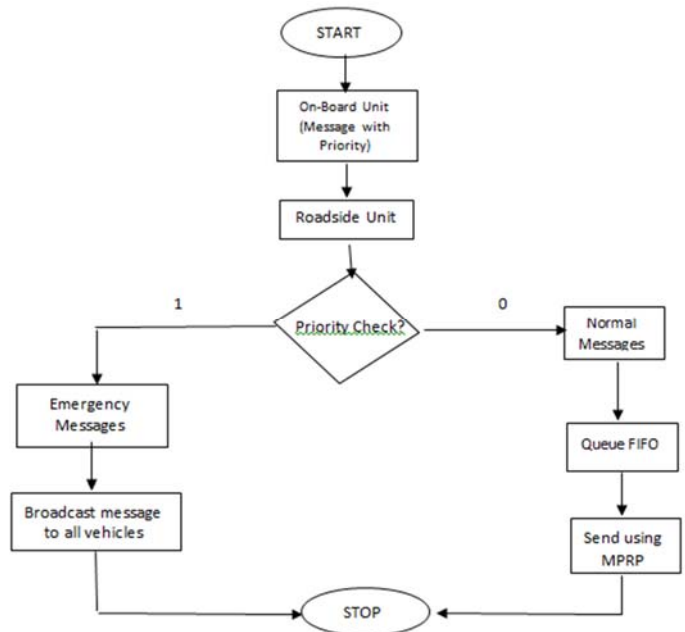 START
On-Board Unit
(Message with
Priority)
Roadside Unit
1
Priority Check?
0
Normal
Messages
Emergency
Messages
Queue FIFO
Broadcast message
to all vehicles
Send using
MPRP
STOP